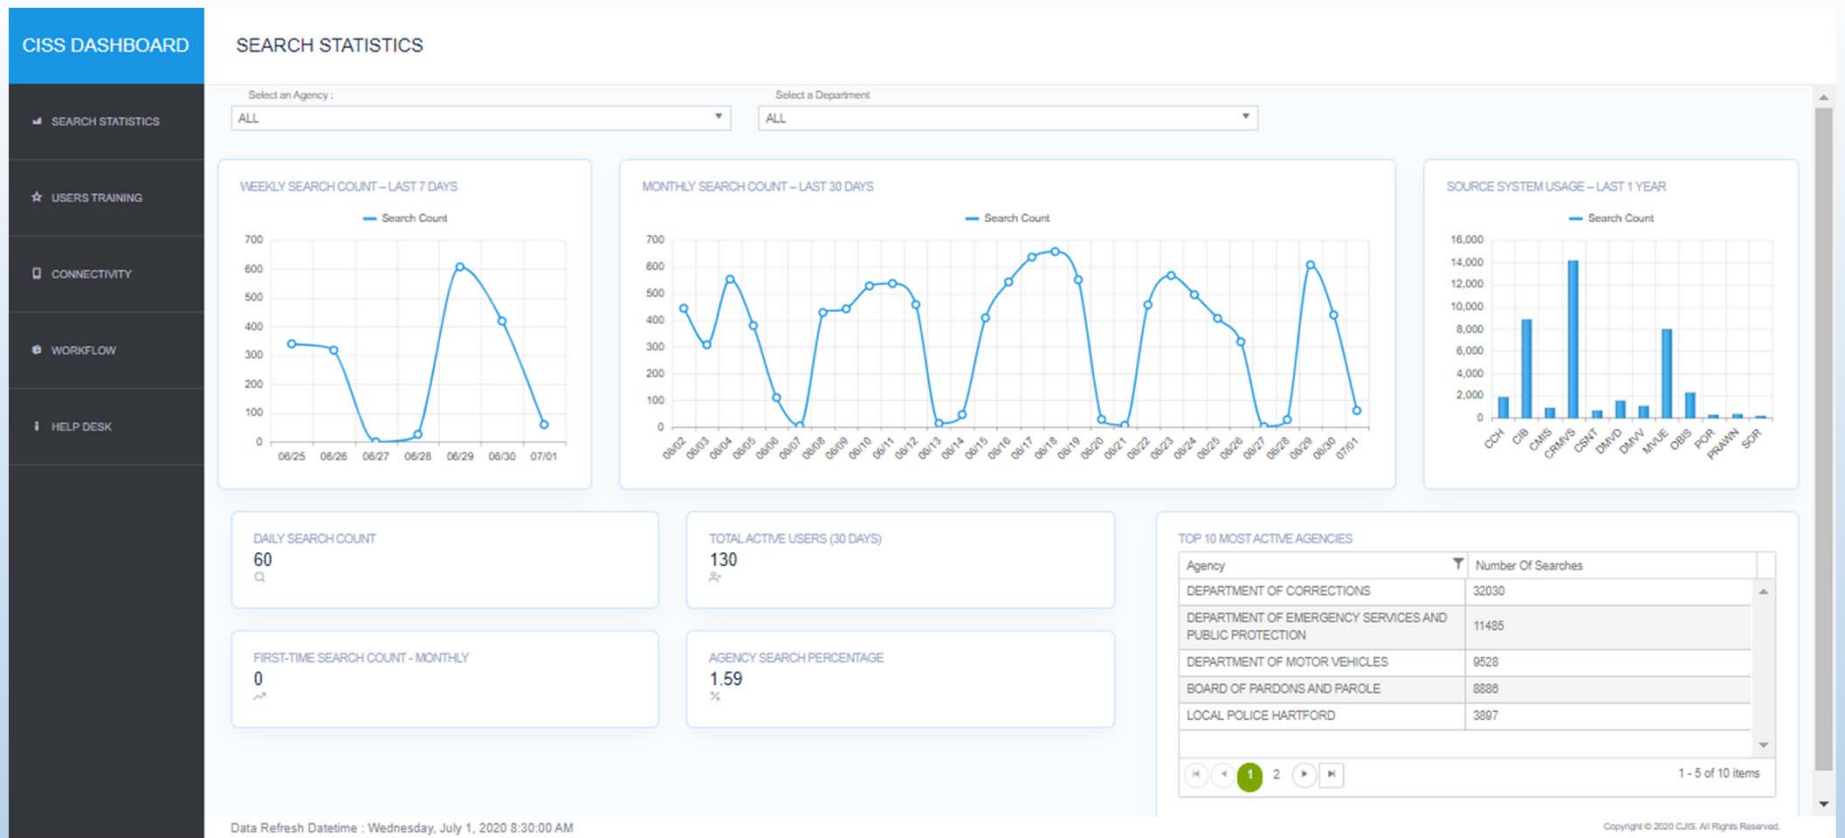 CISS DASHBOARD
SEARCH STATISTICS
SEARCH STATISTICS
USERS TRAINING
CONNECTIVITY
WORKFLOW
HELP DESK
Select an Agency :
ALL
Select a Department
ALL
WEEKLY SEARCH COUNT – LAST 7 DAYS
Search Count
700
600
500
400
300
200
100
0
06/25 06/26 06/27 06/28 06/29 06/30 07/01
MONTHLY SEARCH COUNT – LAST 30 DAYS
Search Count
700
600
500
400
300
200
100
0
06/02 06/03 06/04 06/05 06/06 06/07 06/08 06/09 06/10 06/11 06/12 06/13 06/14 06/15 06/16 06/17 06/18 06/19 06/20 06/21 06/22 06/23 06/24 06/25 06/26 06/27 06/28 06/29 06/30 07/01
SOURCE SYSTEM USAGE – LAST 1 YEAR
Search Count
16,000
14,000
12,000
10,000
8,000
6,000
4,000
2,000
0
CCH CIB CMIS CRMVS CSNT DMVD DMVV MVUE OBIS POR PRAWN SOR
DAILY SEARCH COUNT
60
TOTAL ACTIVE USERS (30 DAYS)
130
FIRST-TIME SEARCH COUNT - MONTHLY
0
AGENCY SEARCH PERCENTAGE
1.59
TOP 10 MOST ACTIVE AGENCIES
Agency Number Of Searches
DEPARTMENT OF CORRECTIONS 32030
DEPARTMENT OF EMERGENCY SERVICES AND
PUBLIC PROTECTION 11485
DEPARTMENT OF MOTOR VEHICLES 9528
BOARD OF PARDONS AND PAROLE 8886
LOCAL POLICE HARTFORD 3897
1 2
1 - 5 of 10 items
Data Refresh Datetime : Wednesday, July 1, 2020 8:30:00 AM
Copyright © 2020 CJIS. All Rights Reserved.